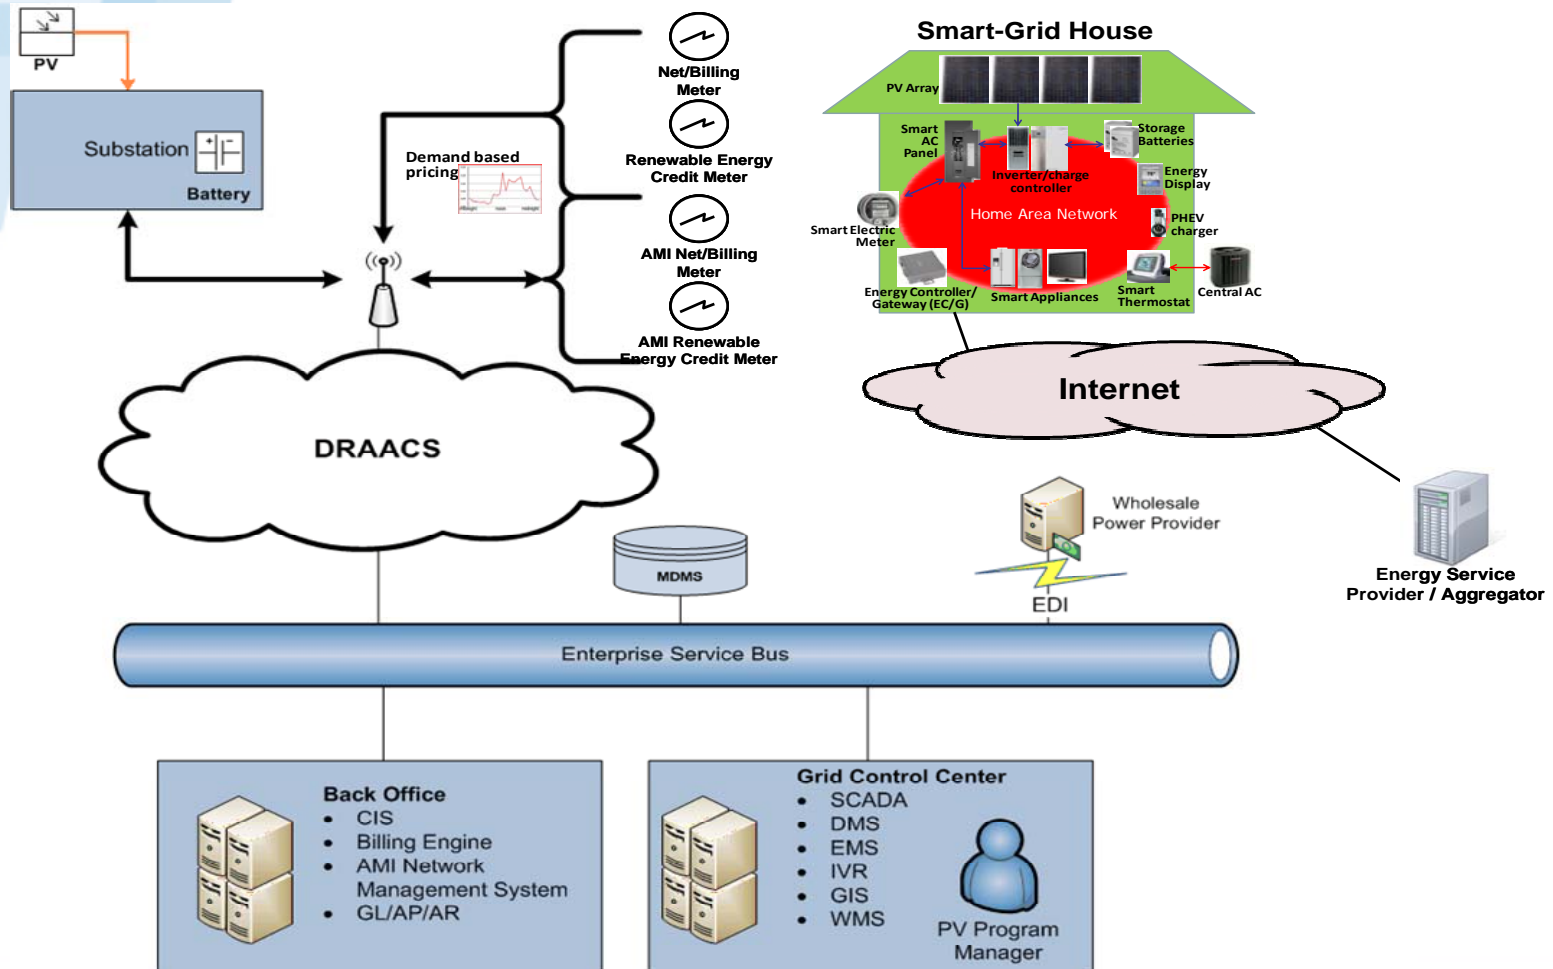 PV
Substation
Battery
Demand based
pricing
Net/Billing
Meter
Renewable Energy
Credit Meter
AMI Net/Billing
Meter
AMI Renewable
Energy Credit Meter
Smart-Grid House
PV Array
Smart
AC
Panel
Storage
Batteries
Inverter/charge
controller
Energy
Display
Home Area Network
PHEV
charger
Smart Electric
Meter
Energy Controller/
Gateway (EC/G)
Smart Appliances
Smart
Thermostat
Central AC
Internet
DRAACS
Wholesale
Power Provider
EDI
Energy Service
Provider / Aggregator
MDMS
Enterprise Service Bus
Back Office
• CIS
• Billing Engine
• AMI Network
Management System
• GL/AP/AR
Grid Control Center
• SCADA
• DMS
• EMS
• IVR
• GIS
• WMS
PV Program
Manager